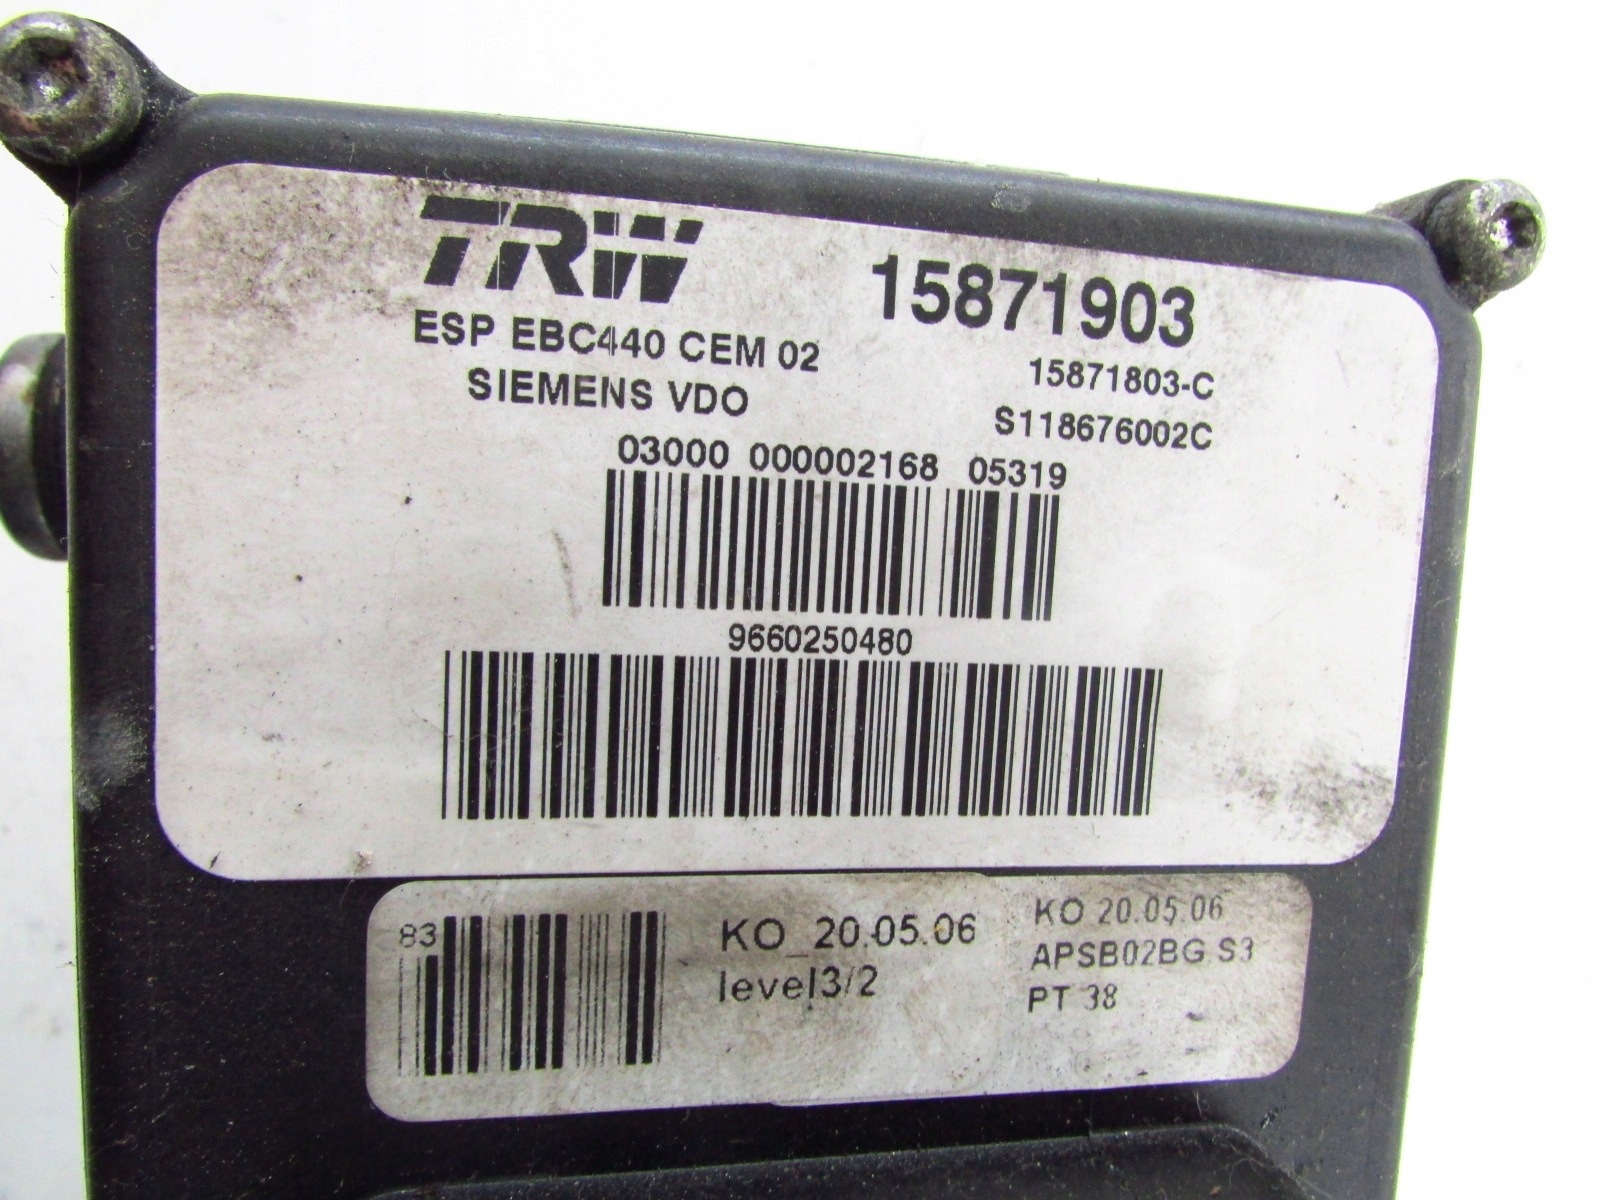 TRW
15871903
ESP EBC440 CEM 02
15871803-C
SIEMENS VDO
S118676002C
03000 000002168 05319
9660250480
83
KO_20.05.06
level3/2
KO 20.05.06
APSB02BG S3
PT 38